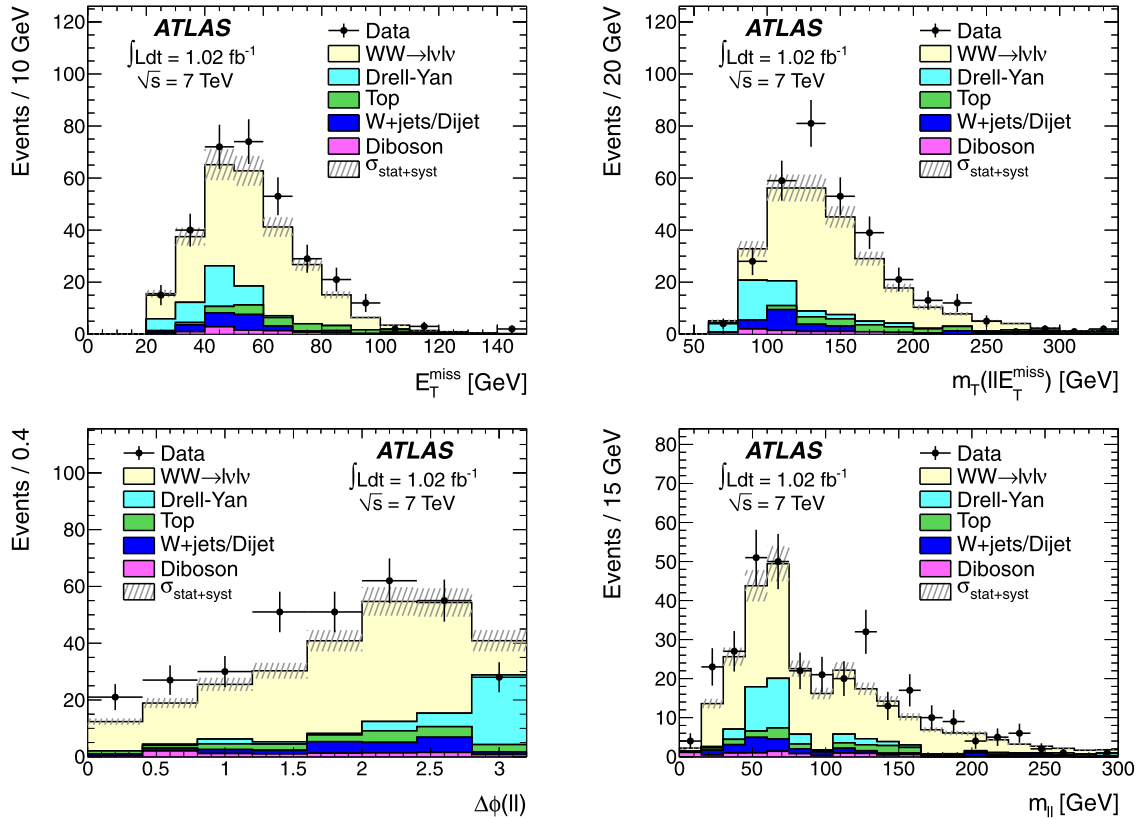 Events / 10 GeV
ATLAS
∫Ldt = 1.02 fb⁻¹
√s = 7 TeV
Data
WW→lνlν
Drell-Yan
Top
W+jets/Dijet
Diboson
σstat+syst
120
100
80
60
40
20
0
0 20 40 60 80 100 120 140
E_T^miss [GeV]
Events / 20 GeV
ATLAS
∫Ldt = 1.02 fb⁻¹
√s = 7 TeV
Data
WW→lνlν
Drell-Yan
Top
W+jets/Dijet
Diboson
σstat+syst
120
100
80
60
40
20
0
50 100 150 200 250 300
m_T(llE_T^miss) [GeV]
Events / 0.4
Data
WW→lνlν
Drell-Yan
Top
W+jets/Dijet
Diboson
σstat+syst
ATLAS
∫Ldt = 1.02 fb⁻¹
√s = 7 TeV
100
80
60
40
20
0
0 0.5 1 1.5 2 2.5 3
Δϕ(ll)
Events / 15 GeV
ATLAS
∫Ldt = 1.02 fb⁻¹
√s = 7 TeV
Data
WW→lνlν
Drell-Yan
Top
W+jets/Dijet
Diboson
σstat+syst
80
70
60
50
40
30
20
10
0
0 50 100 150 200 250 300
m_ll [GeV]